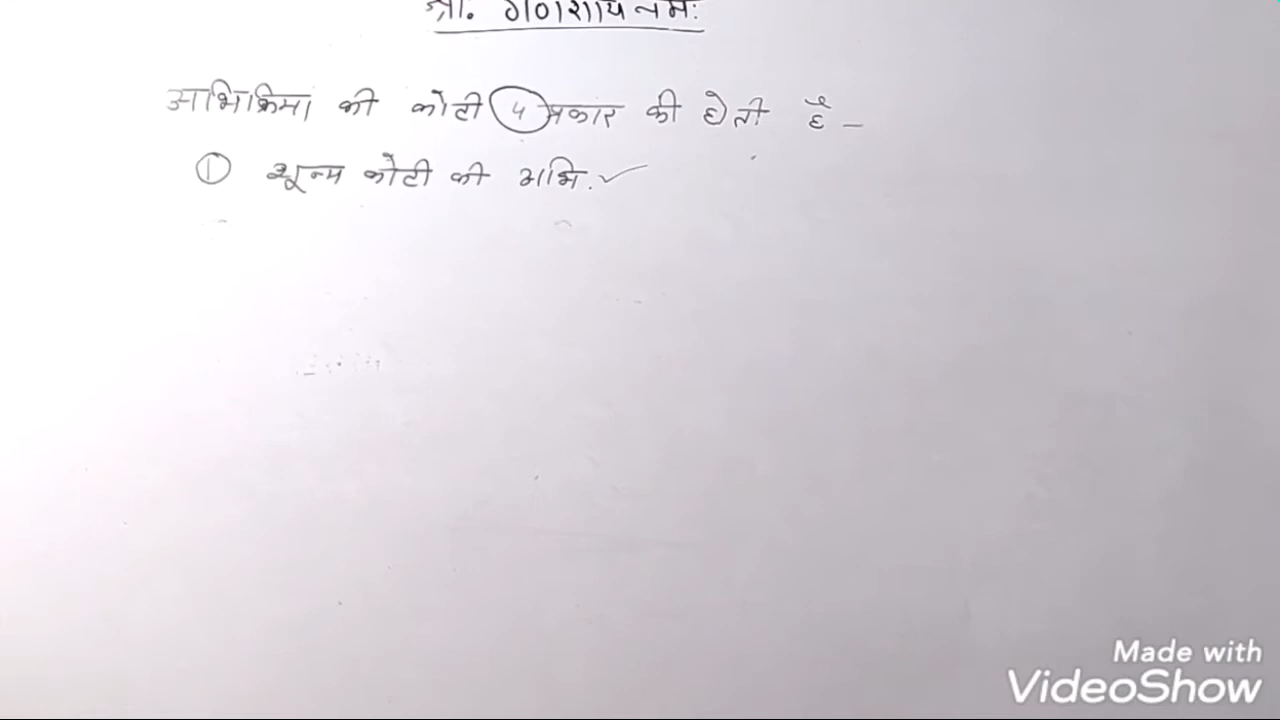 श्री. गणेशाय नमः
अभिक्रिया की कोटी 4 प्रकार की होती है -
① शून्य कोटी की अभि. ✓
Made with
VideoShow